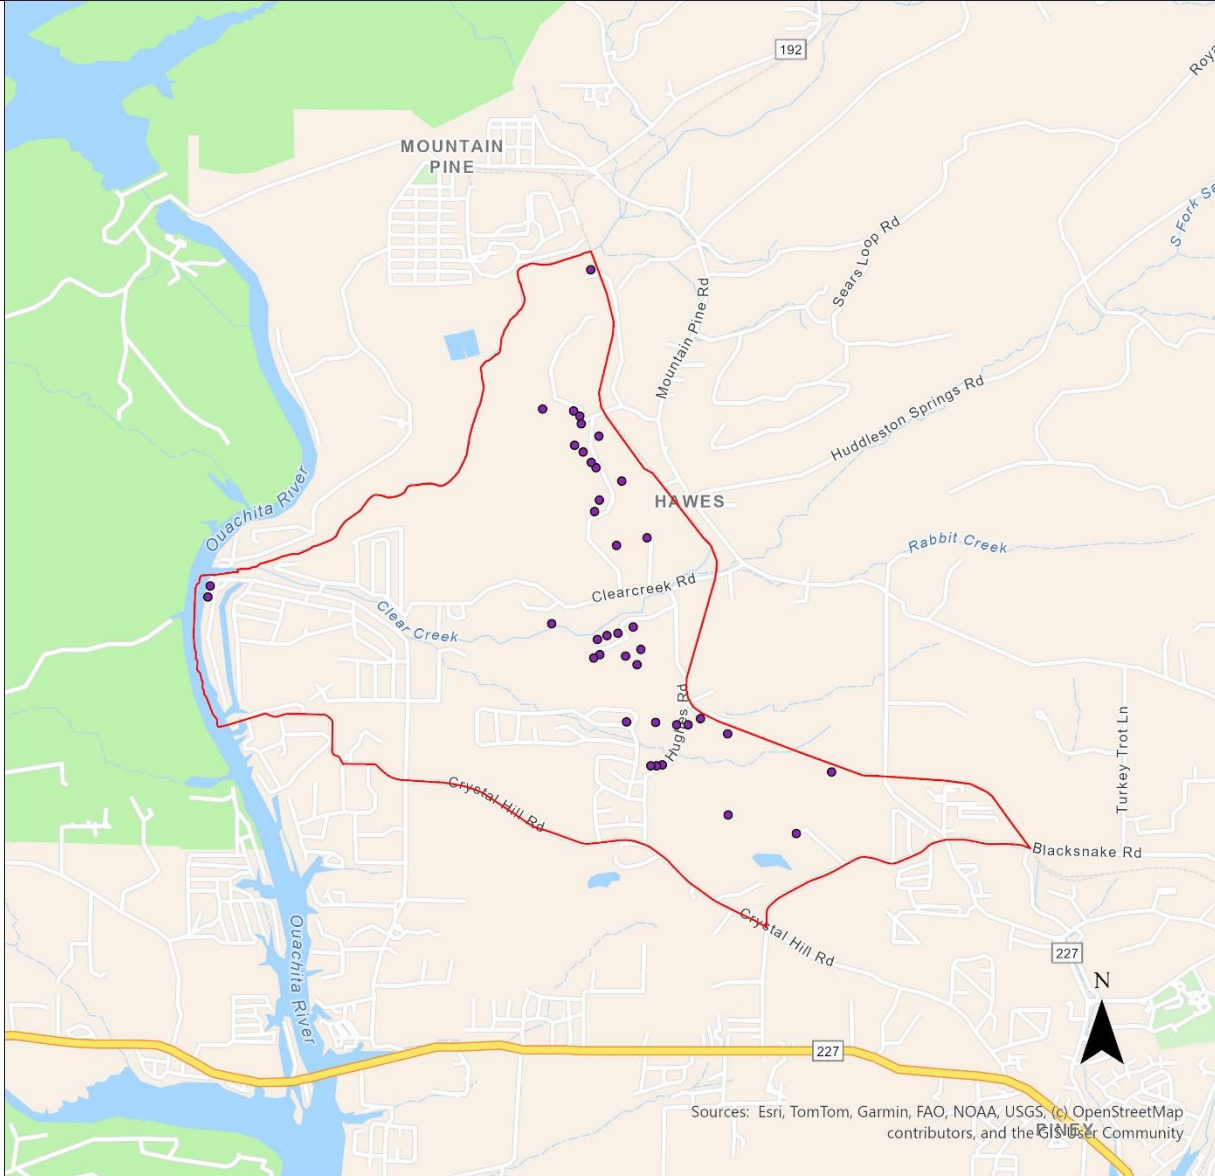 192
Roya
MOUNTAIN
PINE
S Fork Sa
Sears Loop Rd
Mountain Pine Rd
Huddleston Springs Rd
Ouachita River
HAWES
Rabbit Creek
Clearcreek Rd
Clear Creek
Hughes Rd
Turkey Trot Ln
Crystal Hill Rd
Blacksnake Rd
Crystal Hill Rd
Ouachita River
227
N
227
Sources: Esri, TomTom, Garmin, FAO, NOAA, USGS, (c) OpenStreetMap
contributors, and the GIS User Community
PINEY